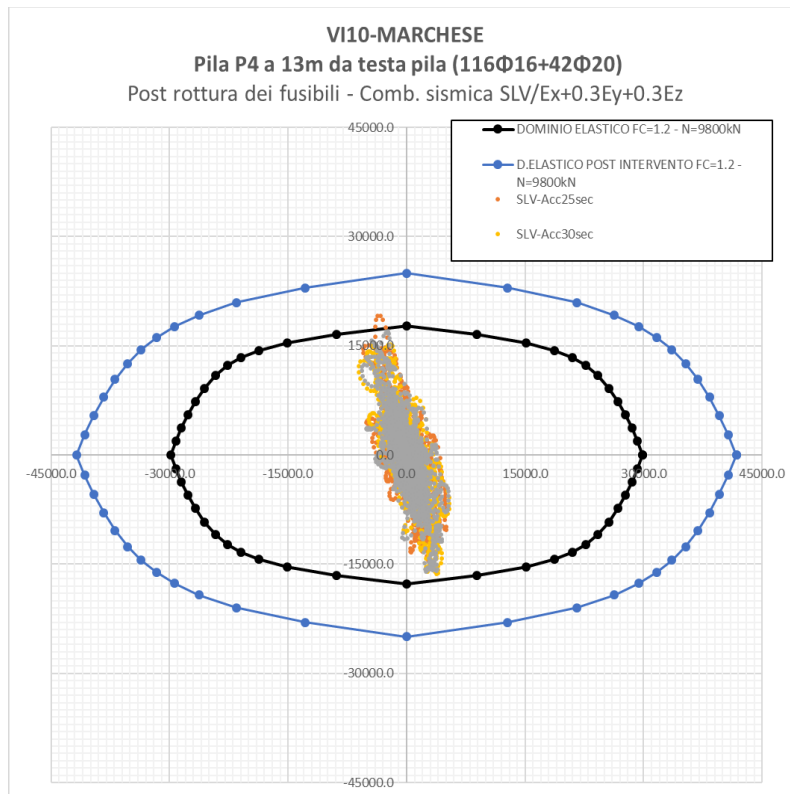 VI10-MARCHESE
Pila P4 a 13m da testa pila (116Φ16+42Φ20)
Post rottura dei fusibili - Comb. sismica SLV/Ex+0.3Ey+0.3Ez
45000.0
DOMINIO ELASTICO FC=1.2 - N=9800kN
D.ELASTICO POST INTERVENTO FC=1.2 -
N=9800kN
SLV-Acc25sec
SLV-Acc30sec
30000.0
15000.0
0.0
-45000.0 -30000.0 -15000.0 0.0 15000.0 30000.0 45000.0
-15000.0
-30000.0
-45000.0